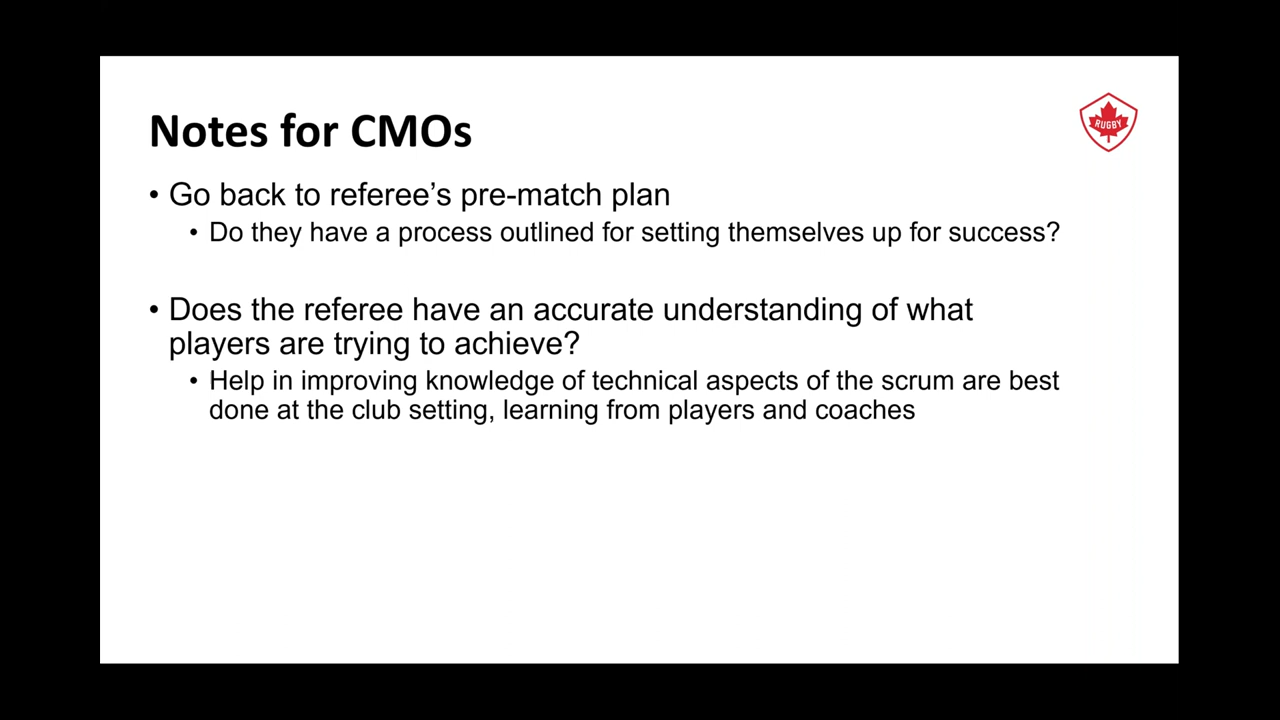 Notes for CMOs
RUGBY
• Go back to referee’s pre-match plan
• Do they have a process outlined for setting themselves up for success?
• Does the referee have an accurate understanding of what
players are trying to achieve?
• Help in improving knowledge of technical aspects of the scrum are best
done at the club setting, learning from players and coaches